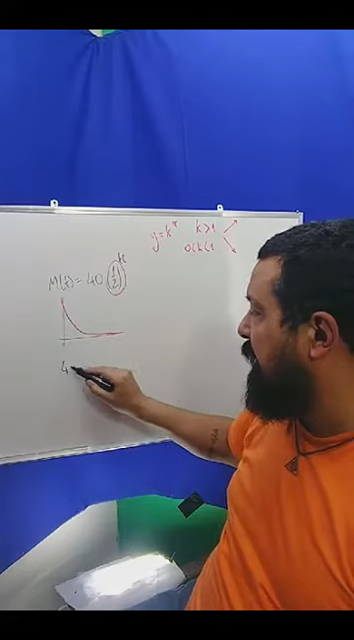 y = k^x k > 1
0 < k < 1
M(t) = 40 (1/2)^kt
4